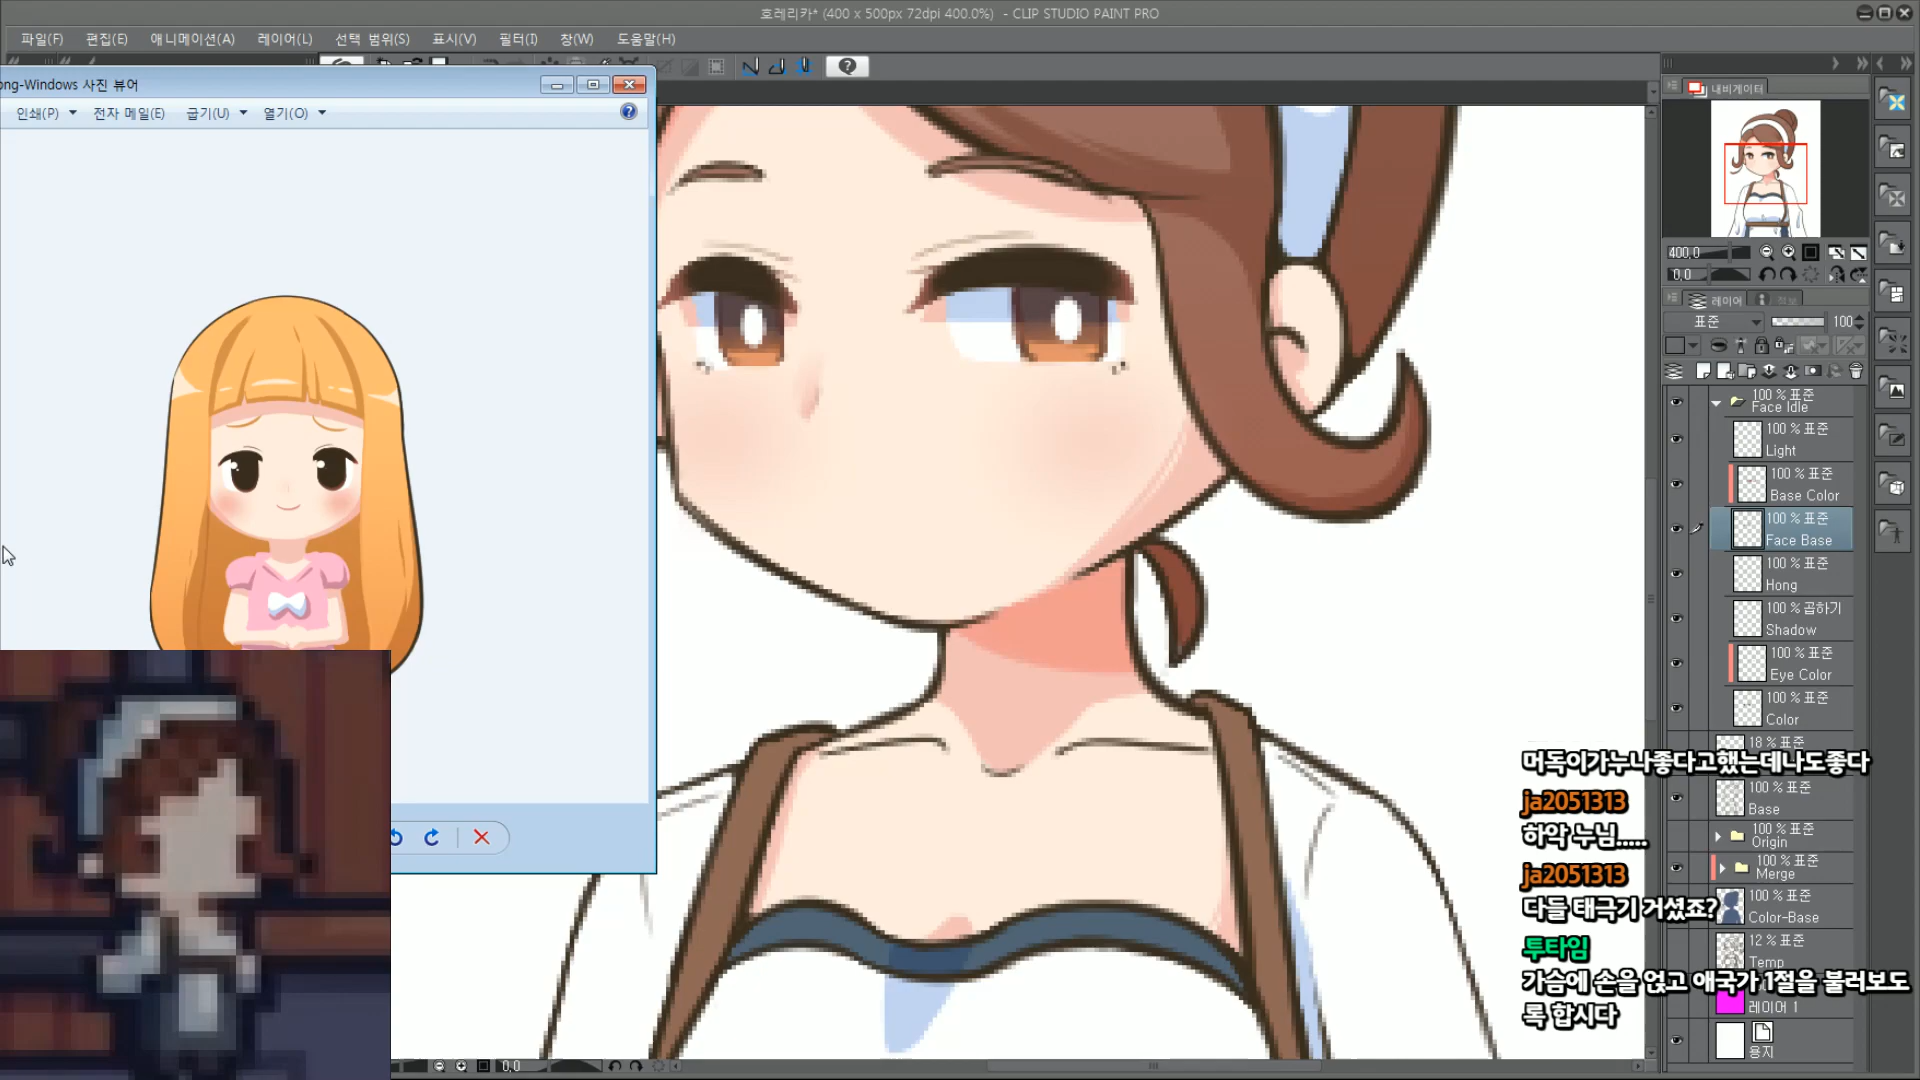 호레리카* (400 x 500px 72dpi 400.0%) - CLIP STUDIO PAINT PRO
파일(F) 편집(E) 애니메이션(A) 레이어(L) 선택 범위(S) 표시(V) 필터(I) 창(W) 도움말(H)
ong-Windows 사진 뷰어
인쇄(P) 전자 메일(E) 굽기(U) 열기(O)
내비게이터
400.0
0.0
레이어 정보
표준 100
100 % 표준
Face Idle
100 % 표준
Light
100 % 표준
Base Color
100 % 표준
Face Base
100 % 표준
Hong
100 % 곱하기
Shadow
100 % 표준
Eye Color
100 % 표준
Color
18 % 표준
100 % 표준
Base
100 % 표준
Origin
100 % 표준
Merge
100 % 표준
Color-Base
12 % 표준
Temp
레이어 1
용지
머독이가누나좋다고했는데나도좋다
ja2051313
하악 누님.....
ja2051313
다들 태극기 거셨죠?
투타임
가슴에 손을 얹고 애국가 1절을 불러보도
록 합시다
0.0